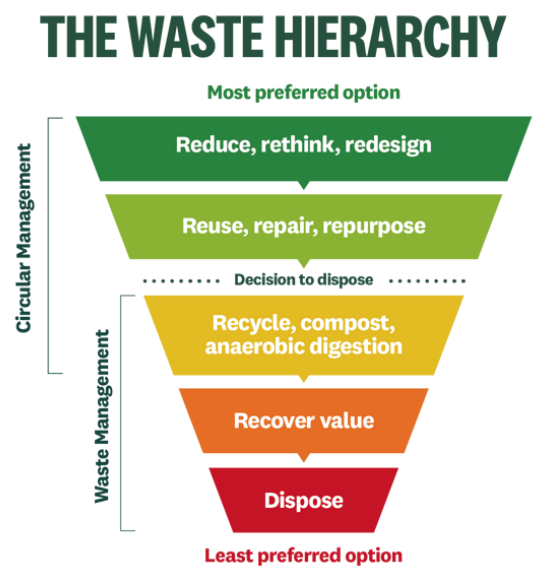 THE WASTE HIERARCHY
Most preferred option
Circular Management
Reduce, rethink, redesign
Reuse, repair, repurpose
Decision to dispose
Waste Management
Recycle, compost,
anaerobic digestion
Recover value
Dispose
Least preferred option